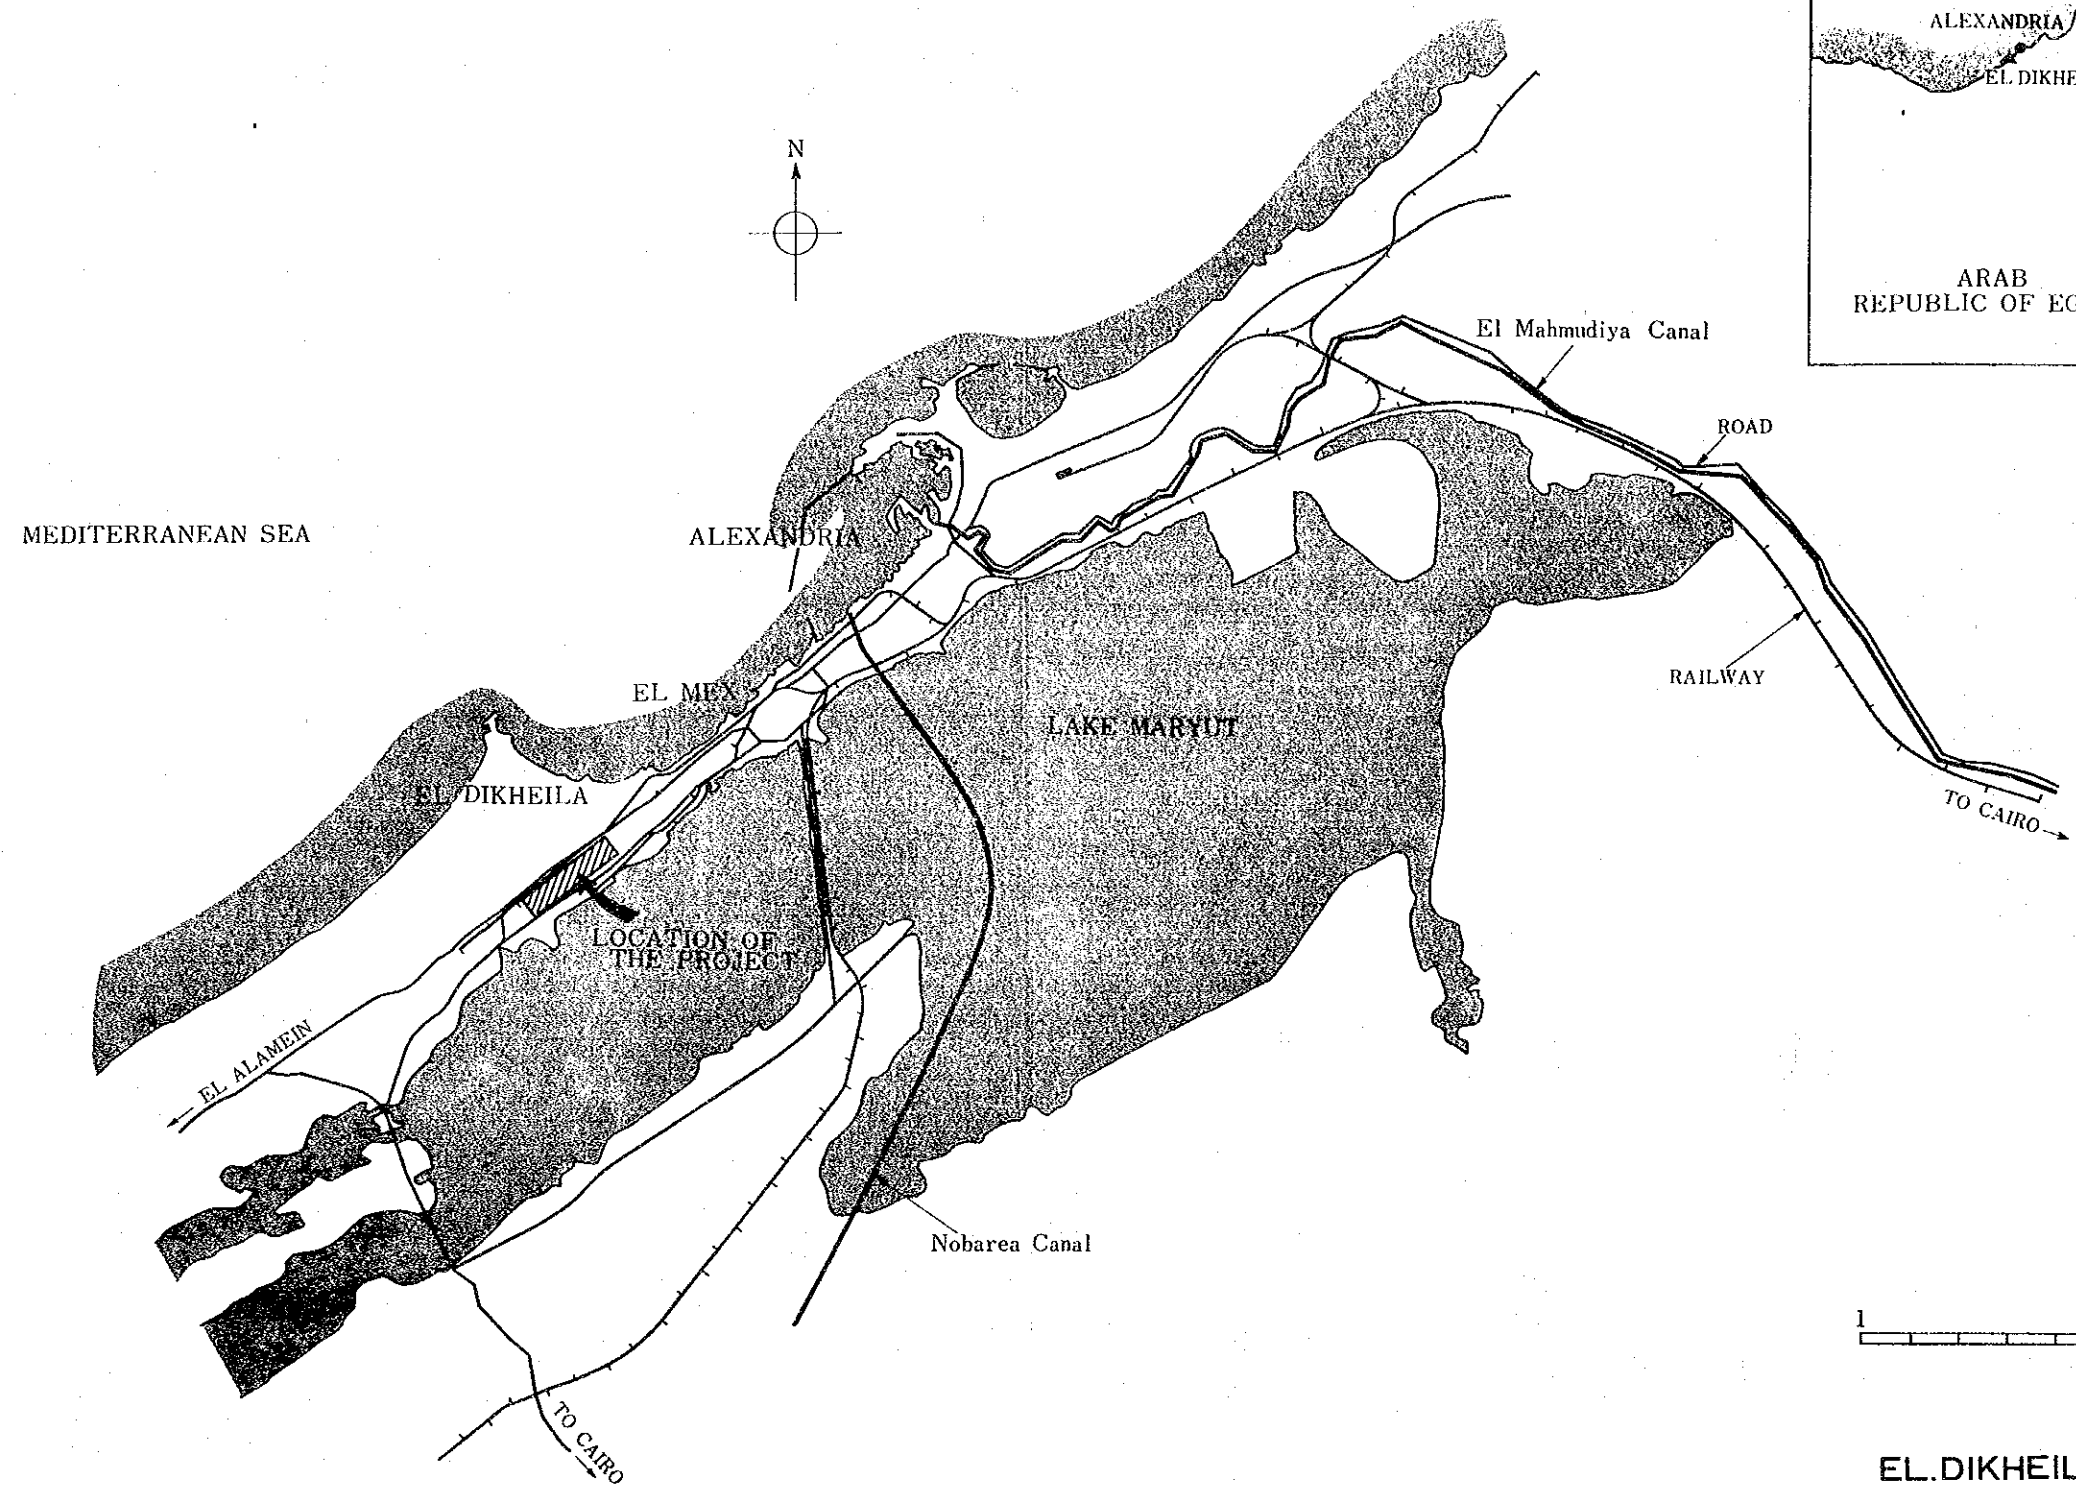 ALEXANDRIA
EL DIKHE
ARAB
REPUBLIC OF EG
N
El Mahmudiya Canal
ROAD
MEDITERRANEAN SEA
ALEXANDRIA
RAILWAY
EL MEX
LAKE MARYUT
EL DIKHEILA
TO CAIRO
LOCATION OF
THE PROJECT
EL ALAMEIN
Nobarea Canal
1
TO CAIRO
EL.DIKHEIL